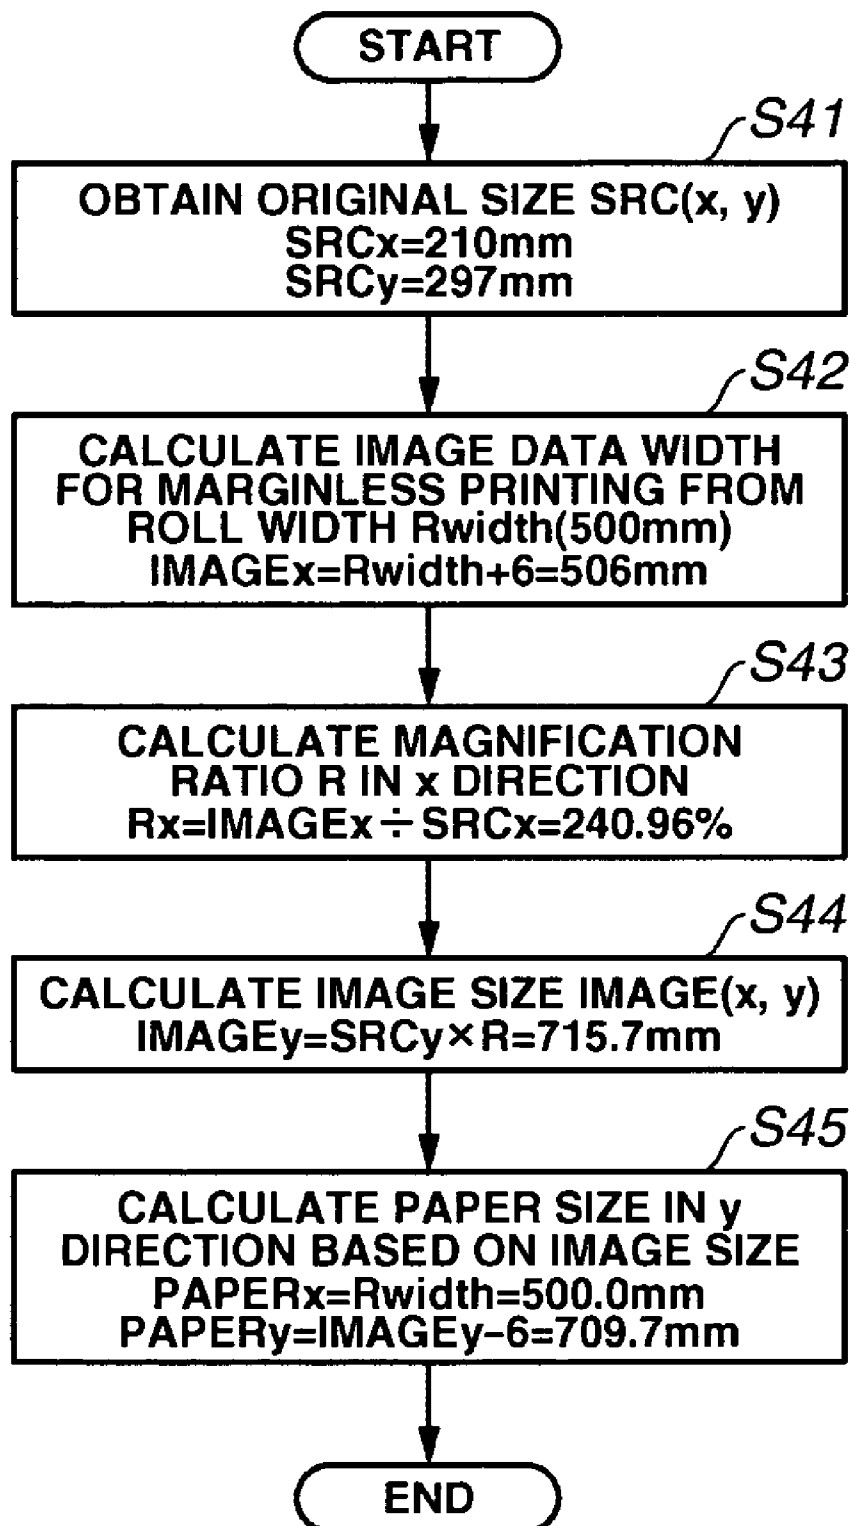 START
S41
OBTAIN ORIGINAL SIZE SRC(x, y)
SRCx=210mm
SRCy=297mm
S42
CALCULATE IMAGE DATA WIDTH
FOR MARGINLESS PRINTING FROM
ROLL WIDTH Rwidth(500mm)
IMAGEx=Rwidth+6=506mm
S43
CALCULATE MAGNIFICATION
RATIO R IN x DIRECTION
Rx=IMAGEx÷SRCx=240.96%
S44
CALCULATE IMAGE SIZE IMAGE(x, y)
IMAGEy=SRCy×R=715.7mm
S45
CALCULATE PAPER SIZE IN y
DIRECTION BASED ON IMAGE SIZE
PAPERx=Rwidth=500.0mm
PAPERy=IMAGEy-6=709.7mm
END